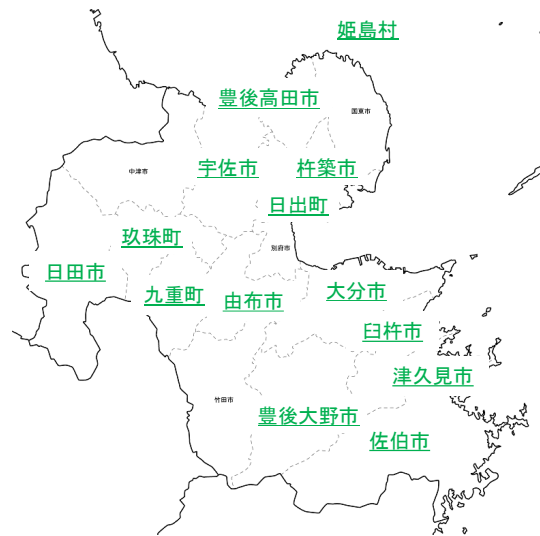 姫島村
豊後高田市
国東市
中津市
宇佐市
杵築市
日出町
玖珠町
別府市
日田市
九重町
由布市
大分市
臼杵市
津久見市
竹田市
豊後大野市
佐伯市